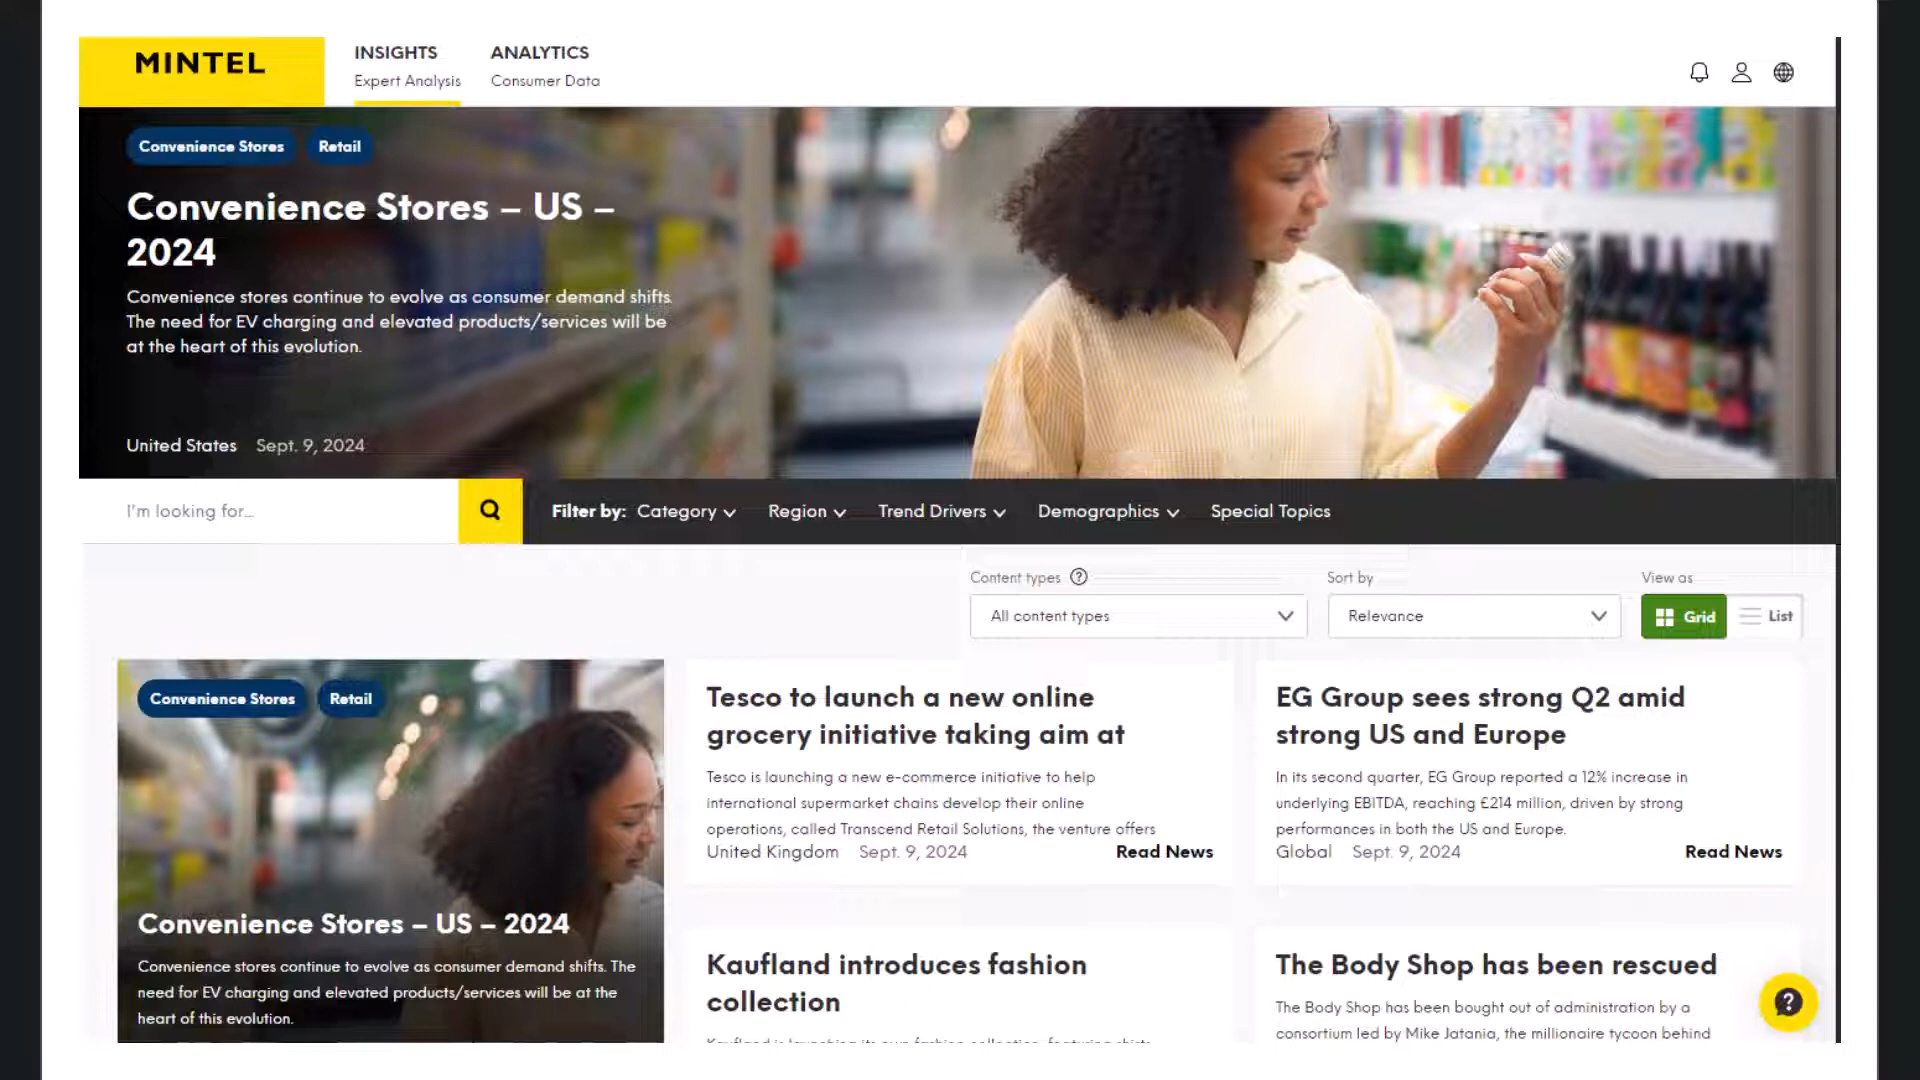 MINTEL
INSIGHTS
Expert Analysis
ANALYTICS
Consumer Data
Convenience Stores
Retail
Convenience Stores – US –
2024
Convenience stores continue to evolve as consumer demand shifts.
The need for EV charging and elevated products/services will be
at the heart of this evolution.
United States Sept. 9, 2024
I'm looking for...
Filter by: Category Region Trend Drivers Demographics Special Topics
Content types
Sort by
View as
All content types
Relevance
Grid
List
Convenience Stores
Retail
Convenience Stores – US – 2024
Convenience stores continue to evolve as consumer demand shifts. The
need for EV charging and elevated products/services will be at the
heart of this evolution.
Tesco to launch a new online
grocery initiative taking aim at
Tesco is launching a new e-commerce initiative to help
international supermarket chains develop their online
operations, called Transcend Retail Solutions, the venture offers
United Kingdom Sept. 9, 2024 Read News
EG Group sees strong Q2 amid
strong US and Europe
In its second quarter, EG Group reported a 12% increase in
underlying EBITDA, reaching £214 million, driven by strong
performances in both the US and Europe.
Global Sept. 9, 2024 Read News
Kaufland introduces fashion
collection
Kaufland is launching its own fashion collection, featuring shirts,
The Body Shop has been rescued
The Body Shop has been bought out of administration by a
consortium led by Mike Jatania, the millionaire tycoon behind